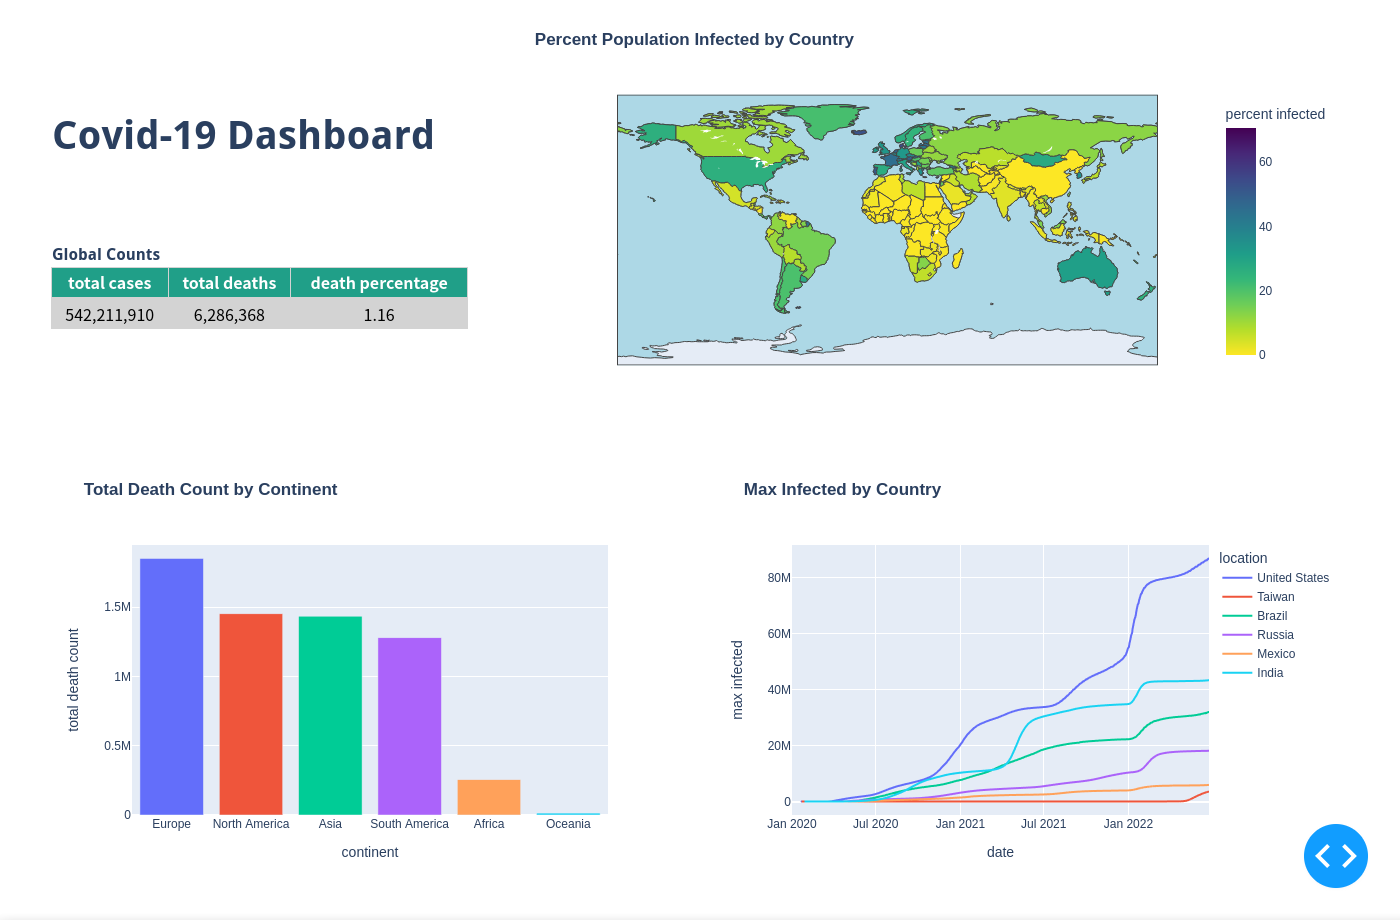 Percent Population Infected by Country
Covid-19 Dashboard
Global Counts
total cases total deaths death percentage
542,211,910 6,286,368 1.16
percent infected
60
40
20
0
Total Death Count by Continent
total death count
1.5M
1M
0.5M
0
Europe North America Asia South America Africa Oceania
continent
Max Infected by Country
max infected
80M
60M
40M
20M
0
Jan 2020 Jul 2020 Jan 2021 Jul 2021 Jan 2022
date
location
United States
Taiwan
Brazil
Russia
Mexico
India